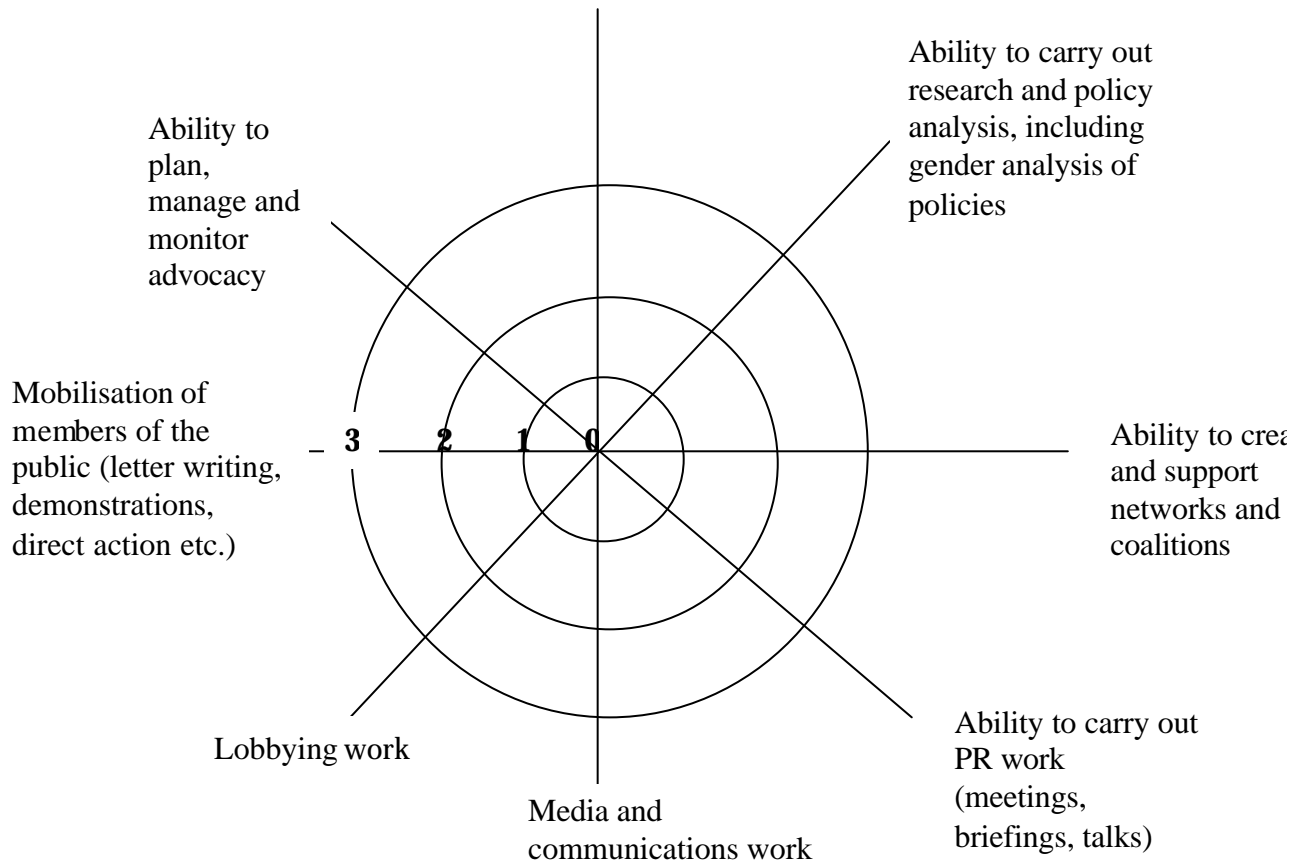 Ability to carry out
research and policy
analysis, including
gender analysis of
policies
Ability to
plan,
manage and
monitor
advocacy
Mobilisation of
members of the
public (letter writing,
demonstrations,
direct action etc.)
3 2 1 0
Ability to
and support
networks and
coalitions
Lobbying work
Media and
communications work
Ability to carry out
PR work
(meetings,
briefings, talks)